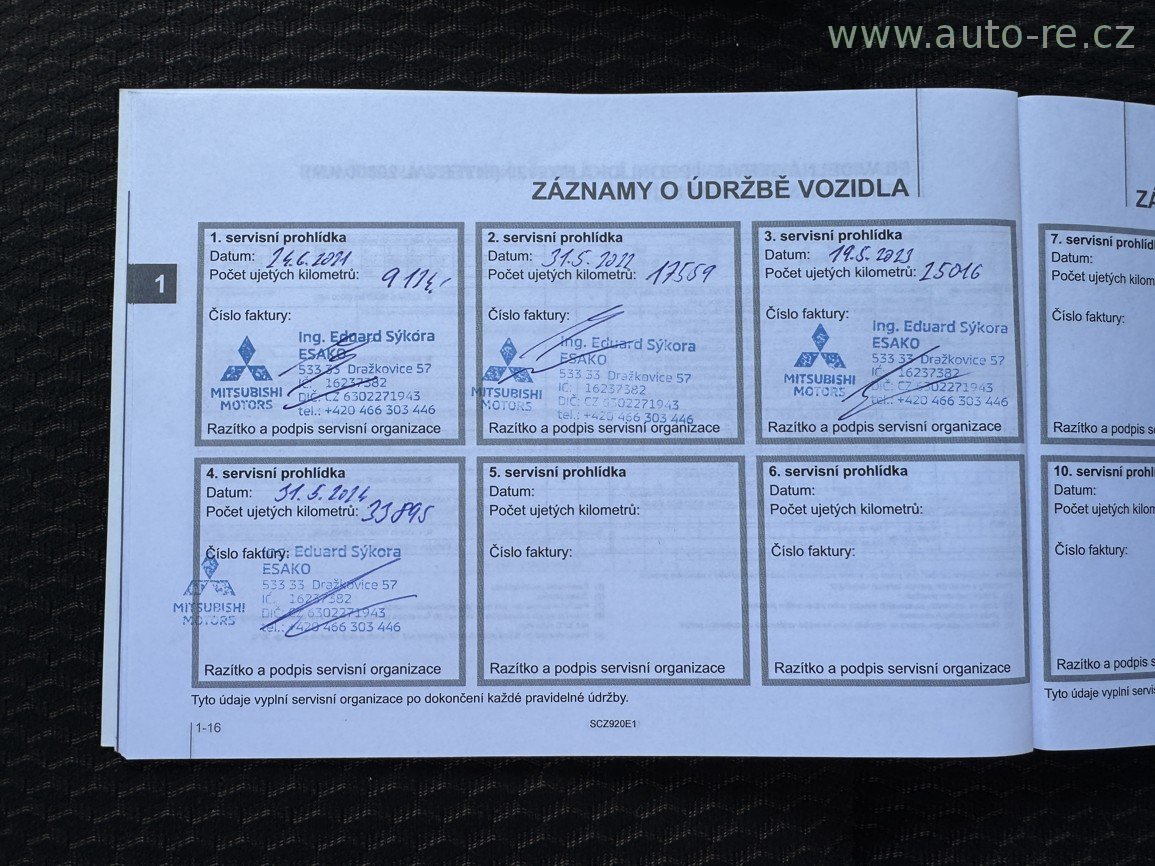 www.auto-re.cz
ZÁZNAMY O ÚDRŽBĚ VOZIDLA
1
1. servisní prohlídka
Datum: 24.6.2021
Počet ujetých kilometrů:
Číslo faktury:
Ing. Eduard Sýkora
ESAKO
533 33 Dražkovice 57
IČ: 16237382
DIČ: CZ 6302271943
tel.: +420 466 303 446
MITSUBISHI
MOTORS
Razítko a podpis servisní organizace
2. servisní prohlídka
Datum: 31.5.2022
Počet ujetých kilometrů: 17559
Číslo faktury:
Ing. Eduard Sýkora
ESAKO
533 33 Dražkovice 57
IČ: 16237382
DIČ: CZ 6302271943
tel.: +420 466 303 446
MITSUBISHI
MOTORS
Razítko a podpis servisní organizace
3. servisní prohlídka
Datum: 19.5.2023
Počet ujetých kilometrů: 25016
Číslo faktury:
Ing. Eduard Sýkora
ESAKO
533 33 Dražkovice 57
IČ: 16237382
DIČ: CZ 6302271943
tel.: +420 466 303 446
MITSUBISHI
MOTORS
Razítko a podpis servisní organizace
4. servisní prohlídka
Datum: 31.5.2024
Počet ujetých kilometrů: 33895
Číslo faktury:
Ing. Eduard Sýkora
ESAKO
533 33 Dražkovice 57
IČ: 16237382
DIČ: CZ 6302271943
tel.: +420 466 303 446
MITSUBISHI
MOTORS
Razítko a podpis servisní organizace
5. servisní prohlídka
Datum:
Počet ujetých kilometrů:
Číslo faktury:
Razítko a podpis servisní organizace
6. servisní prohlídka
Datum:
Počet ujetých kilometrů:
Číslo faktury:
Razítko a podpis servisní organizace
Tyto údaje vyplní servisní organizace po dokončení každé pravidelné údržby.
1-16
SCZ920E1
ZÁ
7. servisní prohlíd
Datum:
Počet ujetých kilom
Číslo faktury:
Razítko a podpis s
10. servisní prohl
Datum:
Počet ujetých kilo
Číslo faktury:
Razítko a podpis s
Tyto údaje vyplní servis